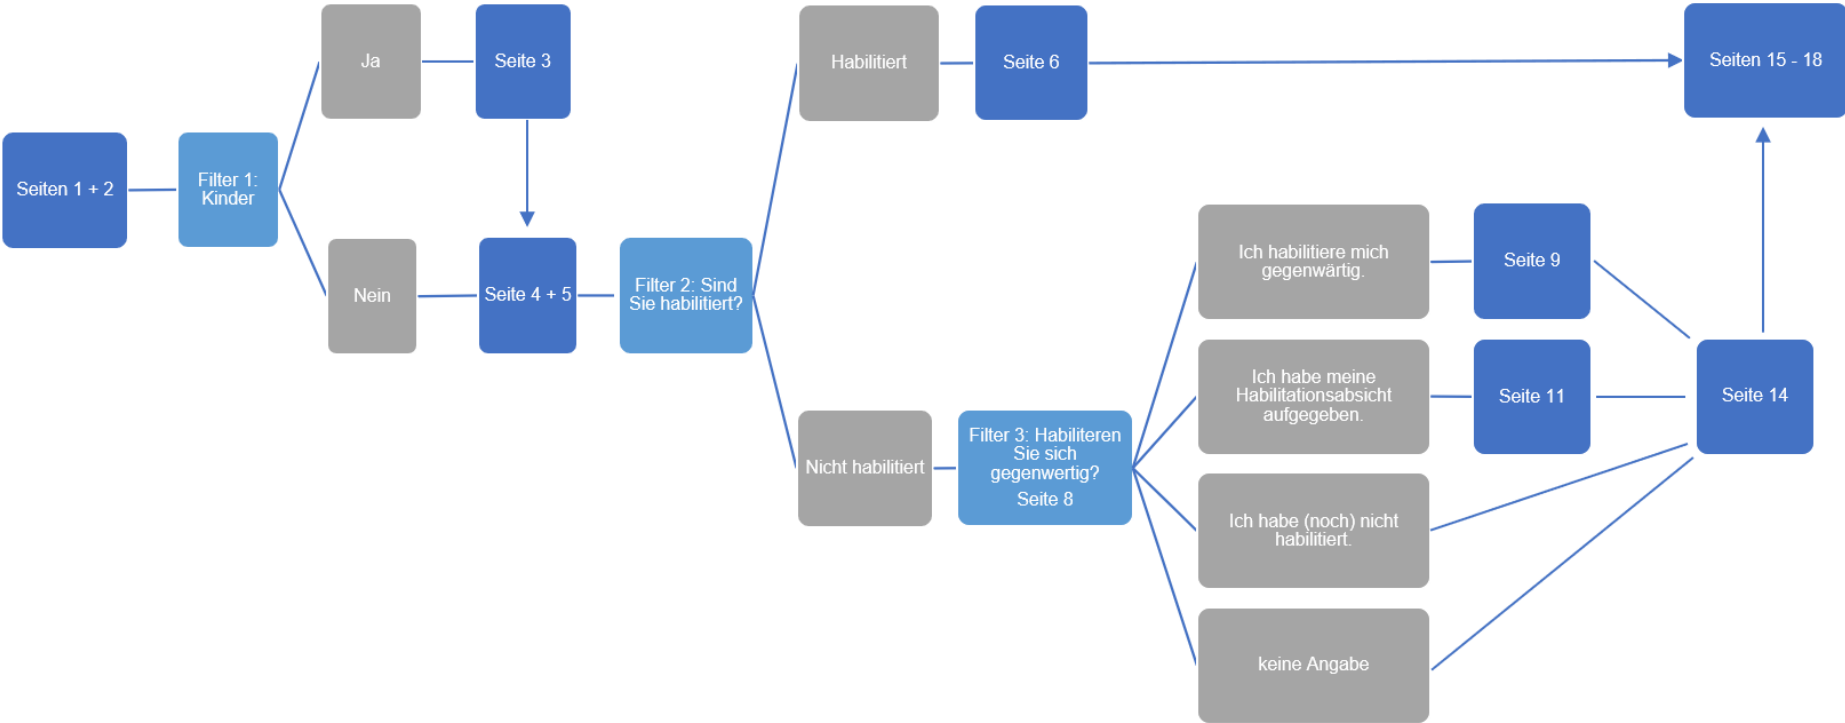 Seiten 1 + 2
Filter 1:
Kinder
Ja
Seite 3
Nein
Seite 4 + 5
Filter 2: Sind
Sie habilitiert?
Habilitiert
Seite 6
Seiten 15 - 18
Nicht habilitiert
Filter 3: Habiliteren
Sie sich
gegenwertig?
Seite 8
Ich habilitiere mich
gegenwärtig.
Seite 9
Ich habe meine
Habilitationsabsicht
aufgegeben.
Seite 11
Seite 14
Ich habe (noch) nicht
habilitiert.
keine Angabe